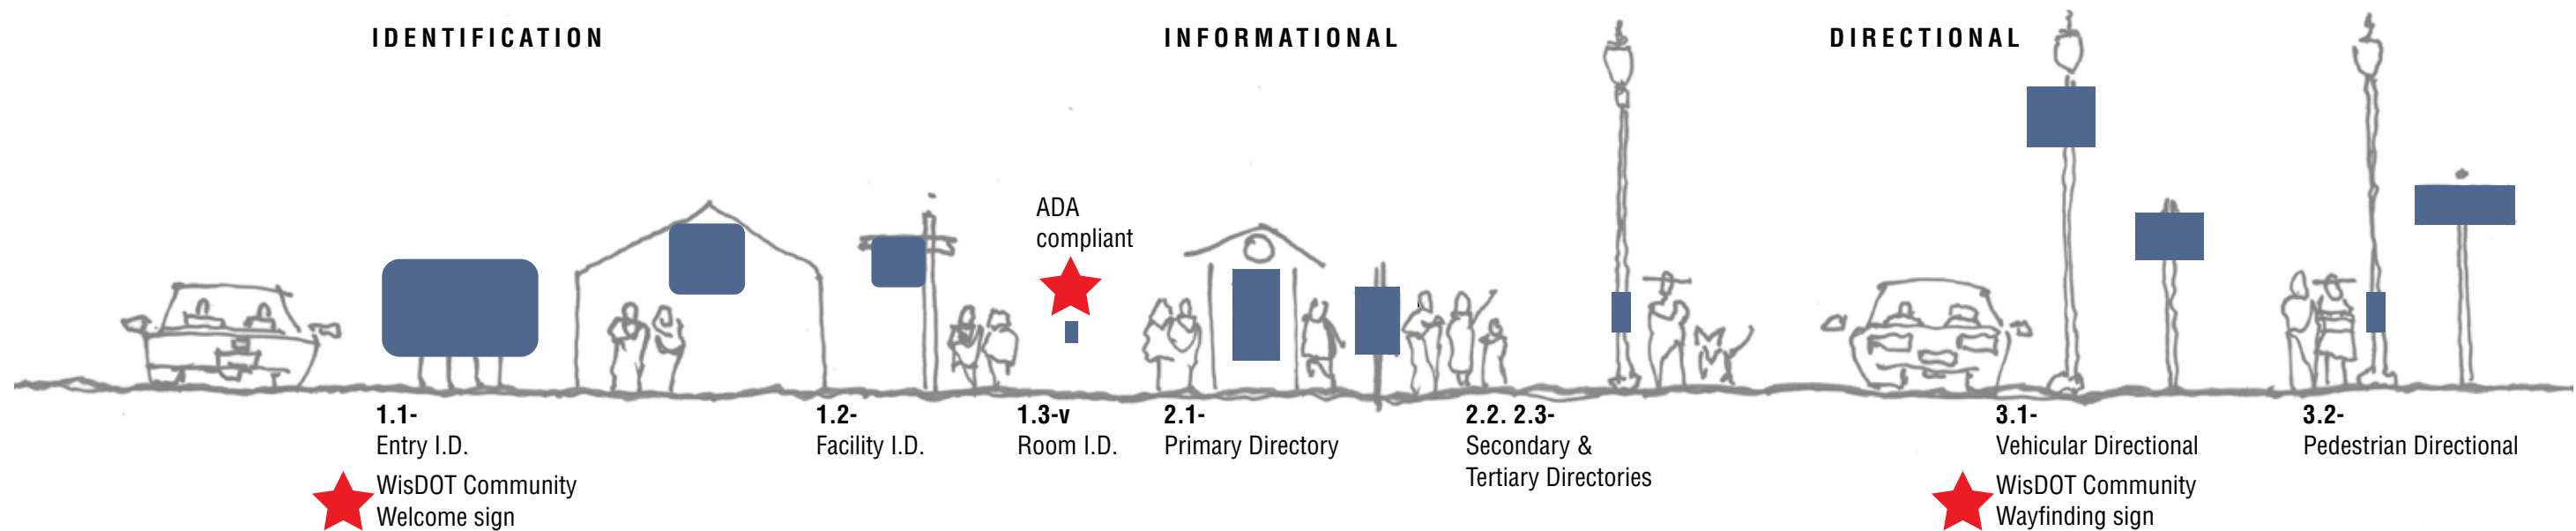 IDENTIFICATION
INFORMATIONAL
DIRECTIONAL
ADA
compliant
1.1-
Entry I.D.
WisDOT Community
Welcome sign
1.2-
Facility I.D.
1.3-v
Room I.D.
2.1-
Primary Directory
2.2. 2.3-
Secondary &
Tertiary Directories
3.1-
Vehicular Directional
WisDOT Community
Wayfinding sign
3.2-
Pedestrian Directional